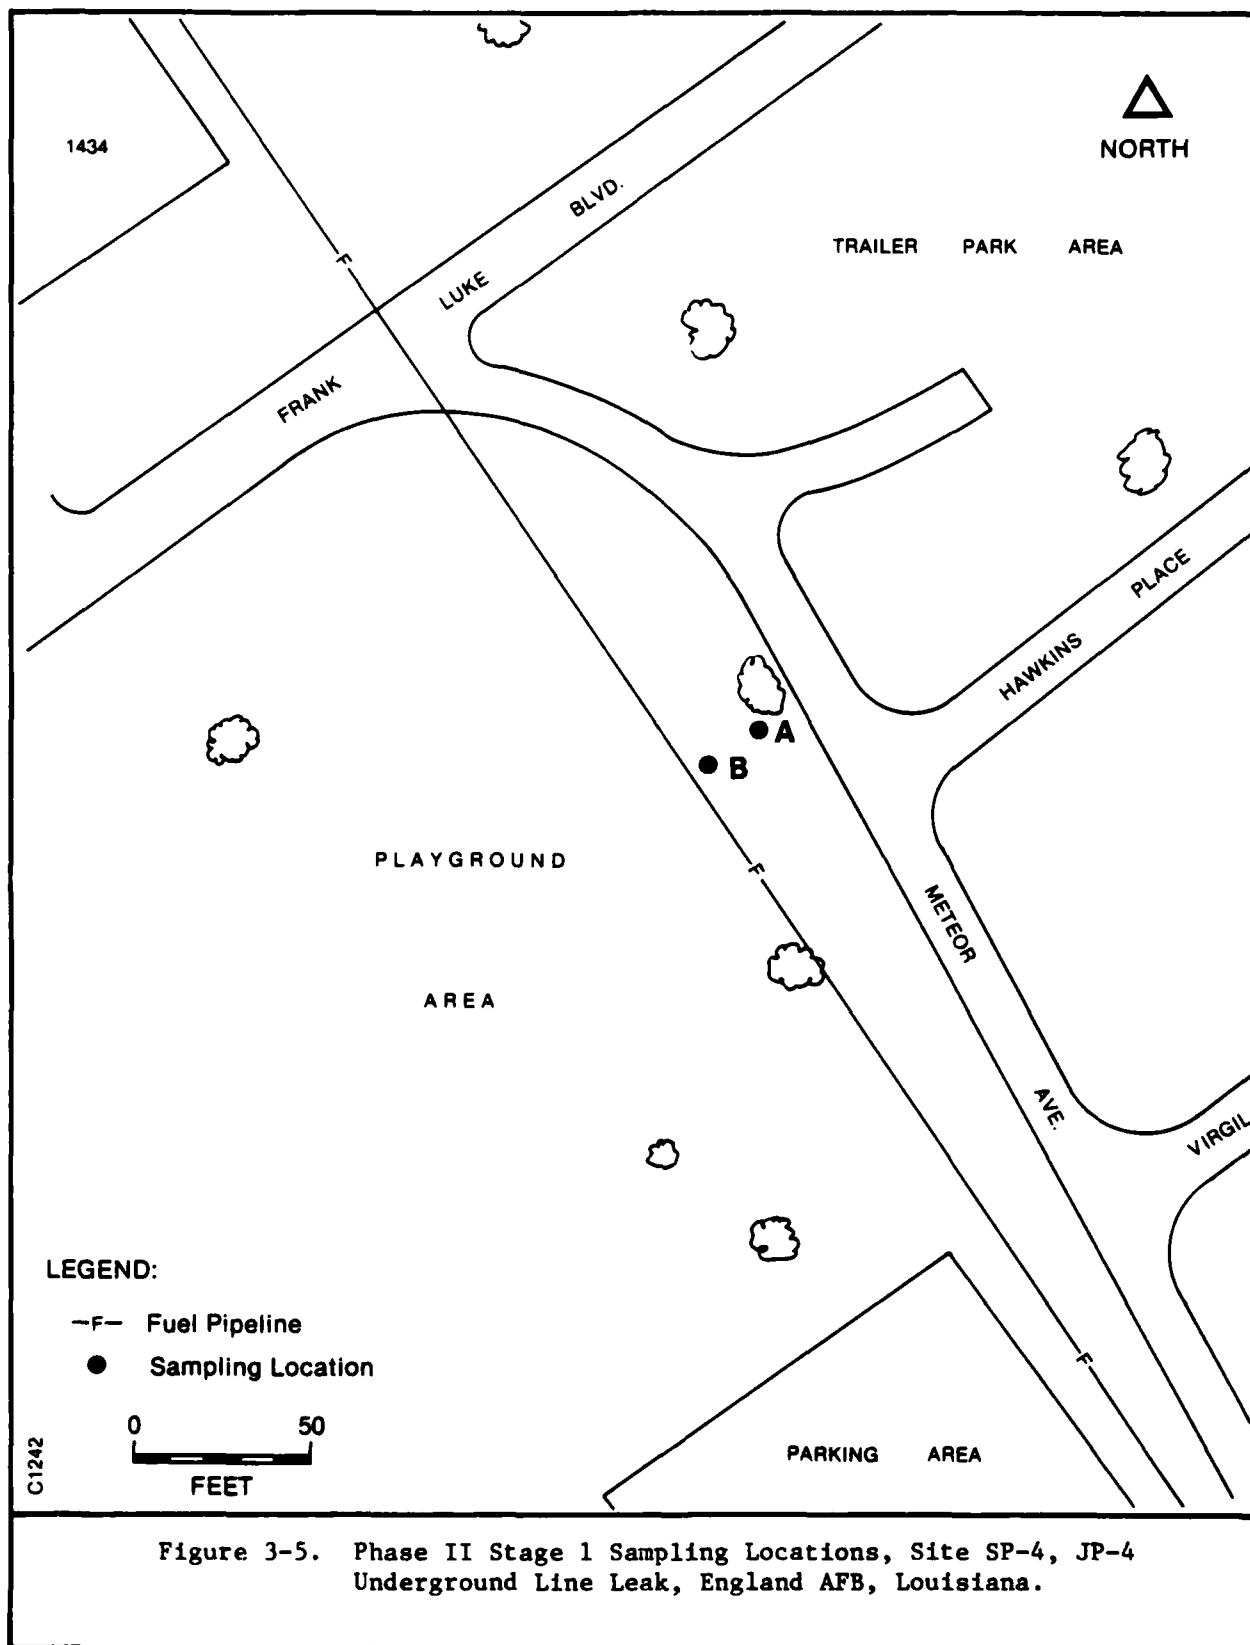 1434
NORTH
BLVD.
TRAILER PARK AREA
LUKE
FRANK
PLACE
HAWKINS
A
B
F
F
F
PLAYGROUND
METEOR
AREA
AVE.
VIRGIL
LEGEND:
—F— Fuel Pipeline
● Sampling Location
0 50
FEET
C1242
PARKING AREA
Figure 3-5. Phase II Stage 1 Sampling Locations, Site SP-4, JP-4
Underground Line Leak, England AFB, Louisiana.